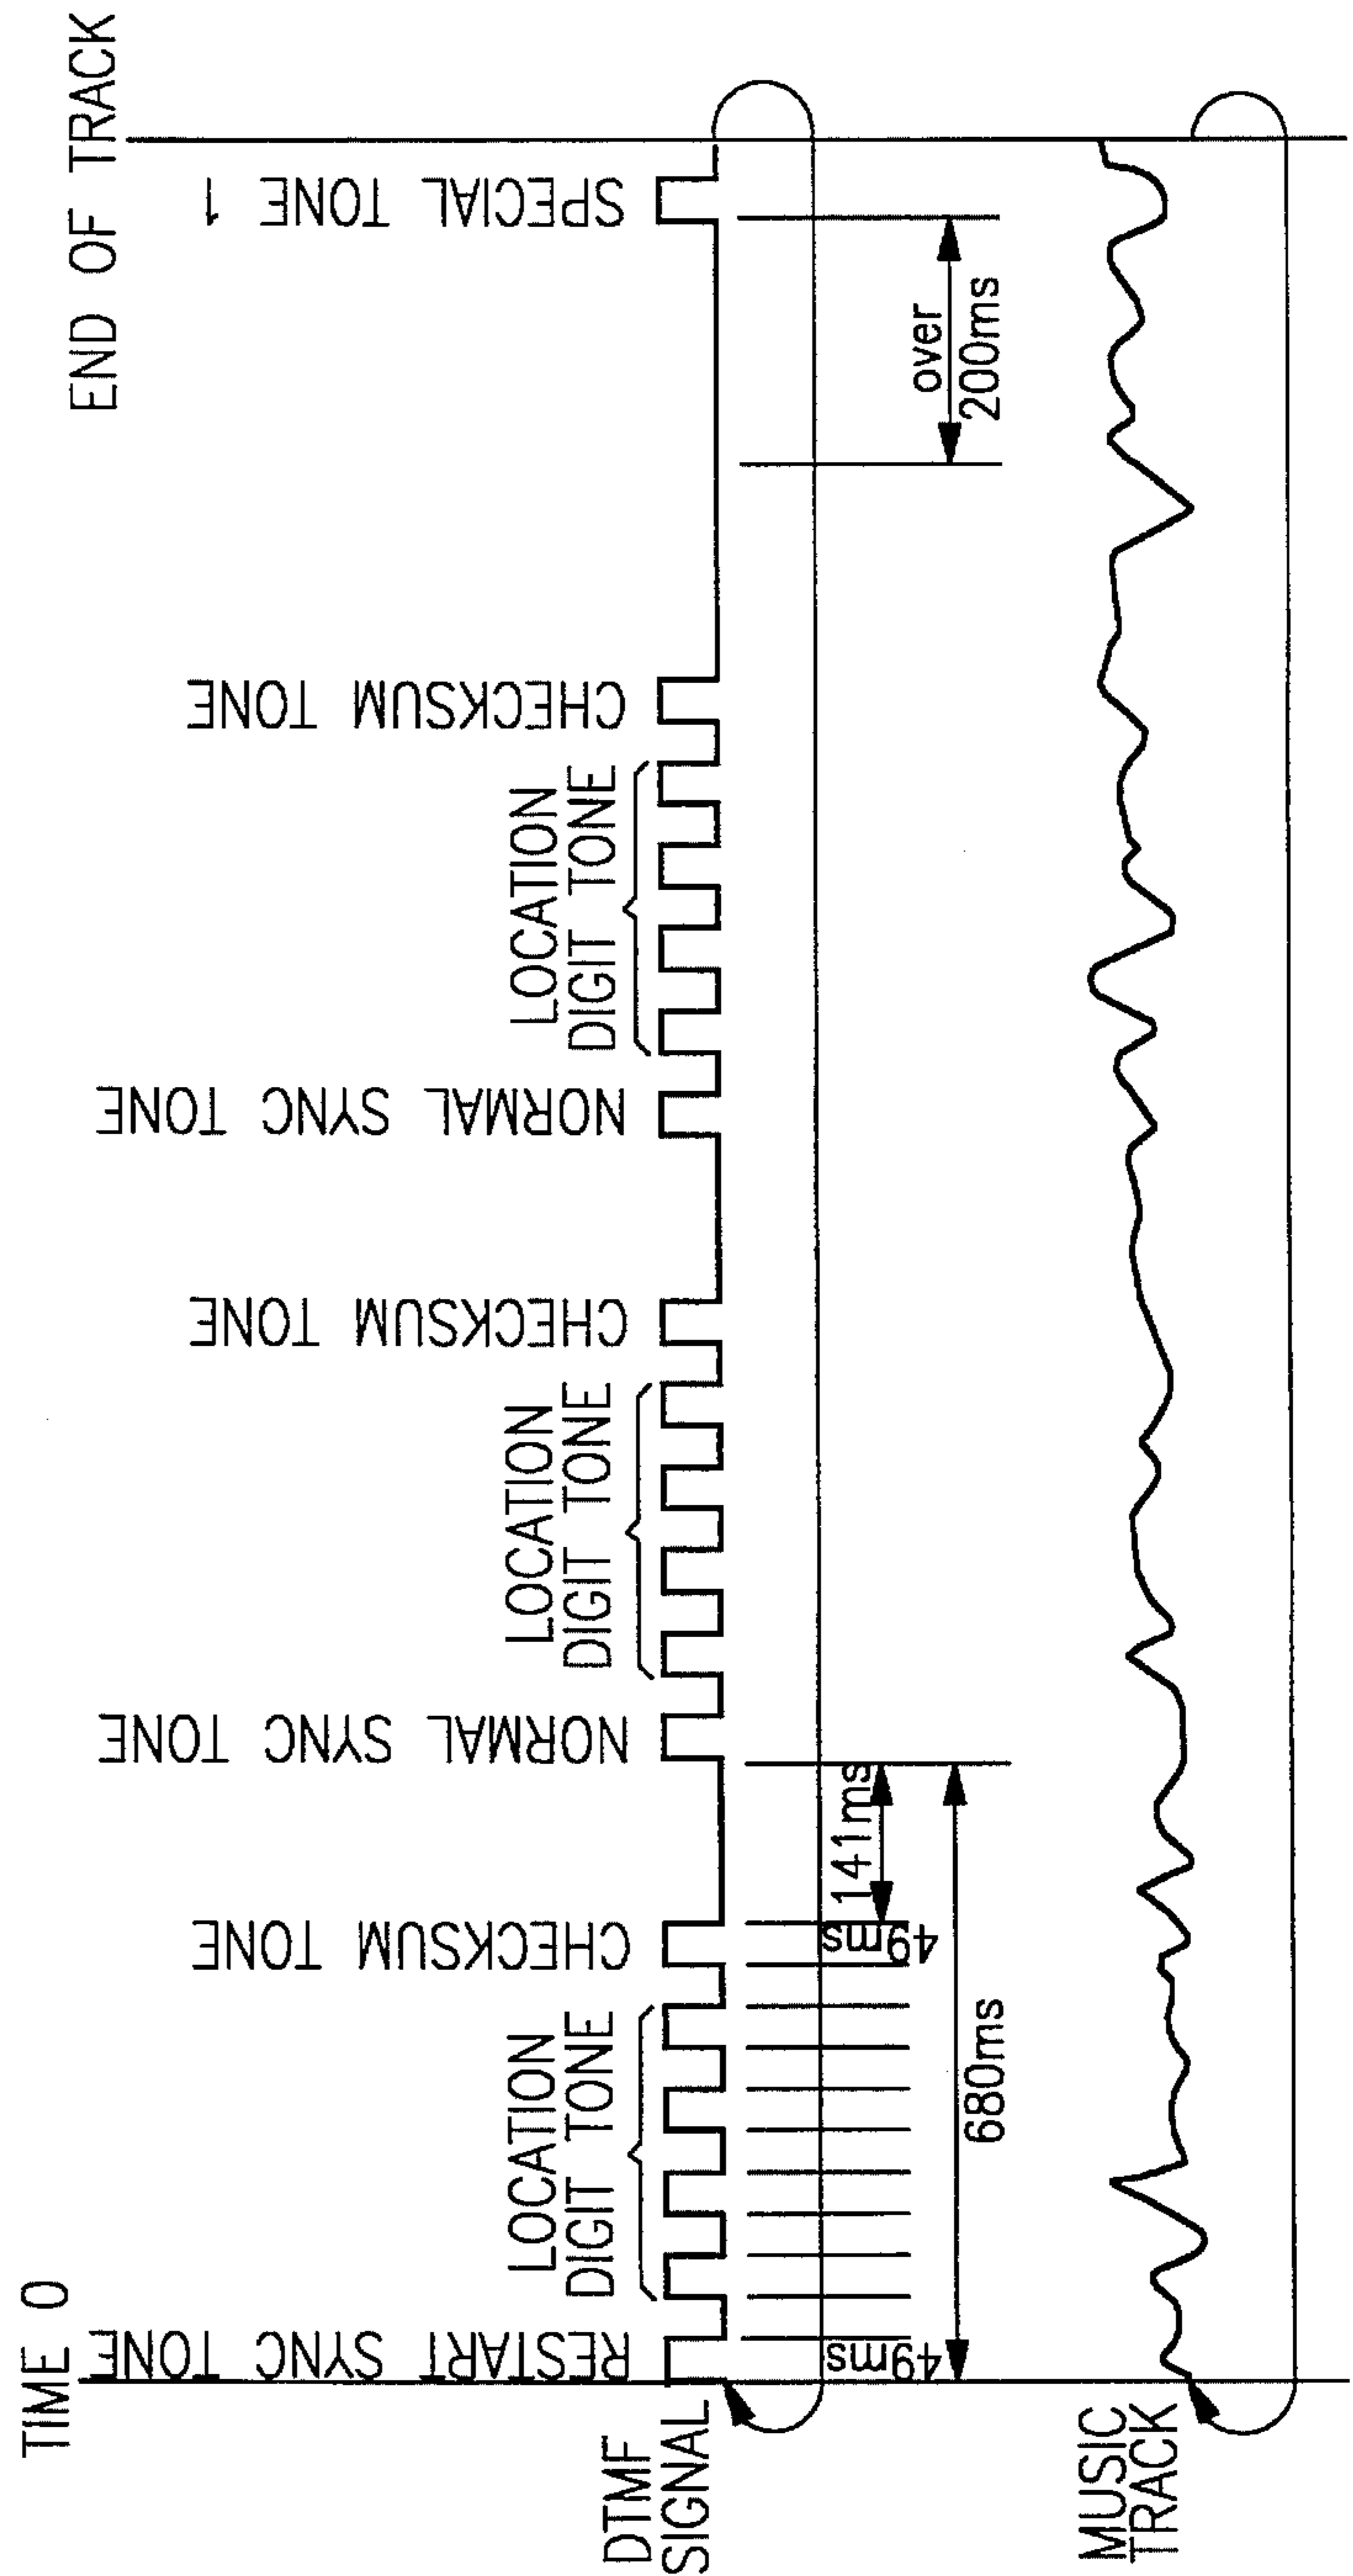 TIME 0
END OF TRACK
RESTART SYNC TONE
LOCATION
DIGIT TONE
CHECKSUM TONE
NORMAL SYNC TONE
LOCATION
DIGIT TONE
CHECKSUM TONE
NORMAL SYNC TONE
LOCATION
DIGIT TONE
CHECKSUM TONE
SPECIAL TONE 1
DTMF
SIGNAL
49ms
49ms
141ms
680ms
over
200ms
MUSIC
TRACK